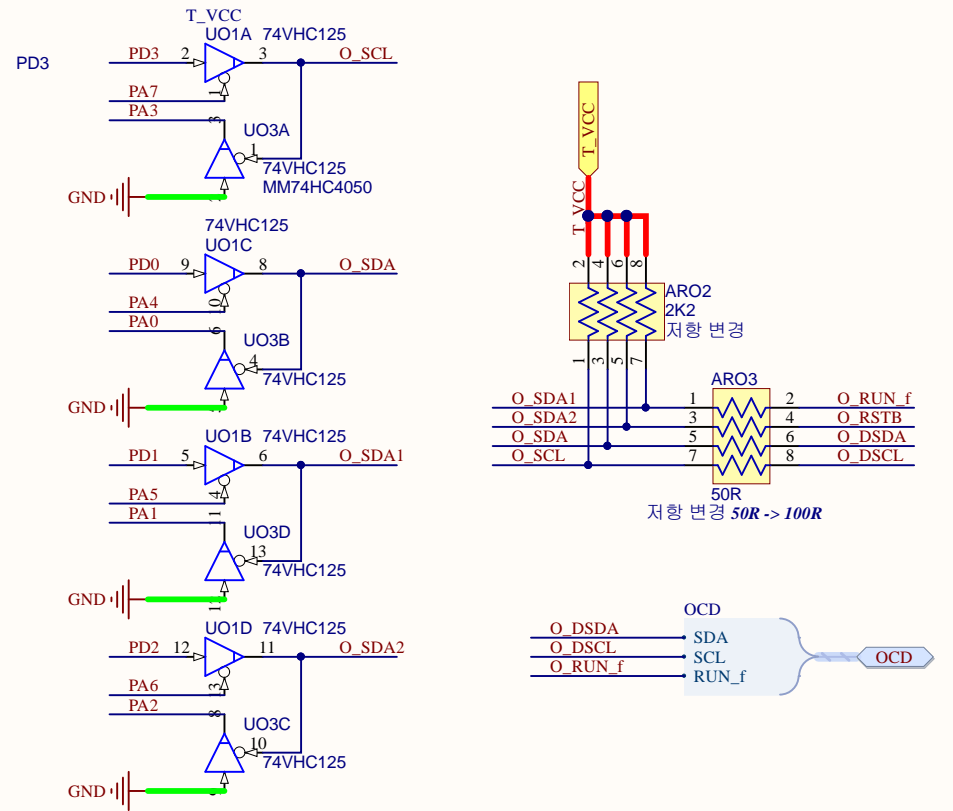 T_VCC
UO1A 74VHC125
PD3
PD3 2 3 O_SCL
1
PA7
PA3 3
UO3A
1
74VHC125
MM74HC4050
GND
74VHC125
UO1C
PD0 9 8 O_SDA
10
PA4
PA0 6
UO3B
4
74VHC125
GND
UO1B 74VHC125
PD1 5 6 O_SDA1
4
PA5
PA1 11
UO3D
13
74VHC125
GND
UO1D 74VHC125
PD2 12 11 O_SDA2
13
PA6
PA2 8
UO3C
10
74VHC125
GND
T_VCC
T_VCC
2 4 6 8
ARO2
2K2
저항 변경
1 3 5 7
ARO3
O_SDA1 1 2 O_RUN_f
O_SDA2 3 4 O_RSTB
O_SDA 5 6 O_DSDA
O_SCL 7 8 O_DSCL
50R
저항 변경 50R -> 100R
OCD
O_DSDA SDA
O_DSCL SCL
O_RUN_f RUN_f
OCD